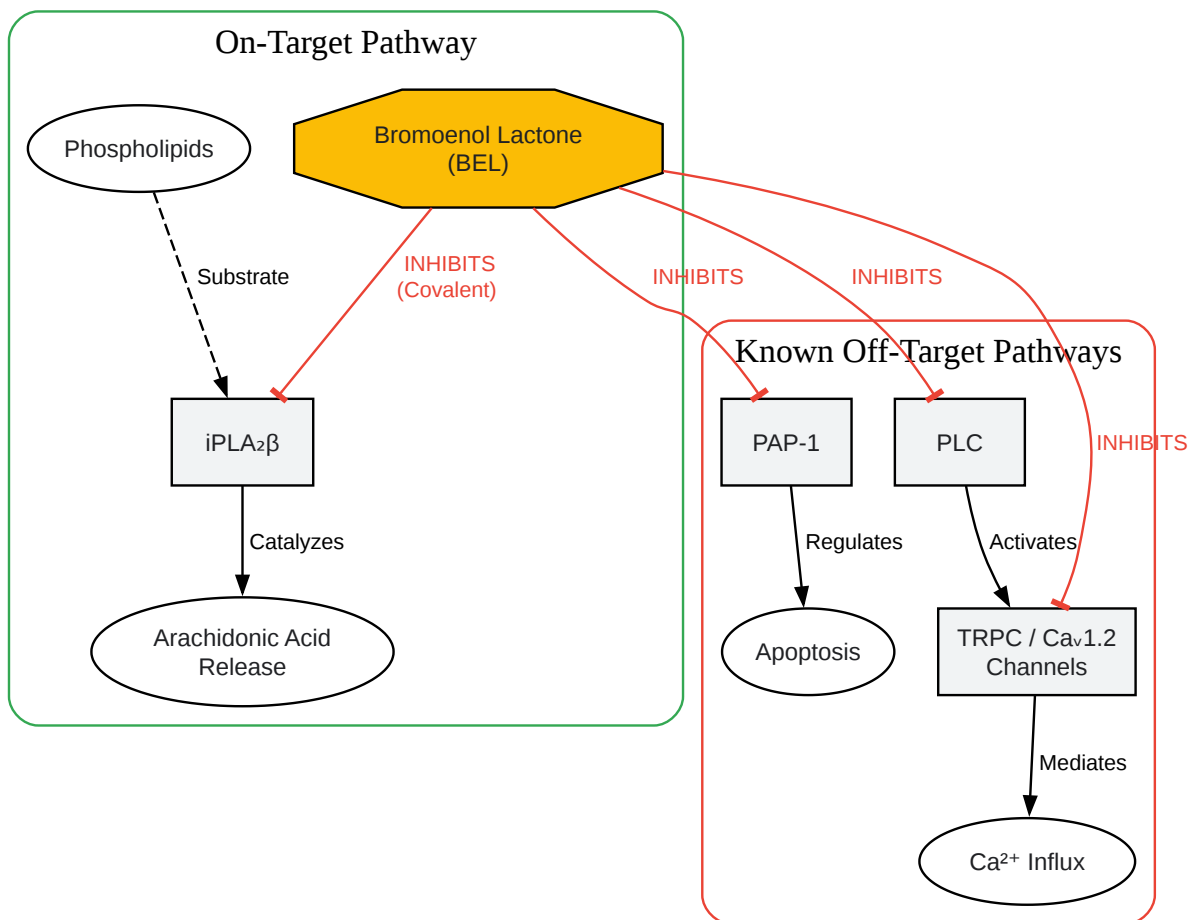 On-Target Pathway
Phospholipids
Bromoenol Lactone
(BEL)
Substrate
INHIBITS
(Covalent)
INHIBITS
INHIBITS
Known Off-Target Pathways
iPLA₂β
PAP-1
PLC
INHIBITS
Catalyzes
Regulates
Activates
Arachidonic Acid
Release
Apoptosis
TRPC / Caᵥ1.2
Channels
Mediates
Ca²⁺ Influx